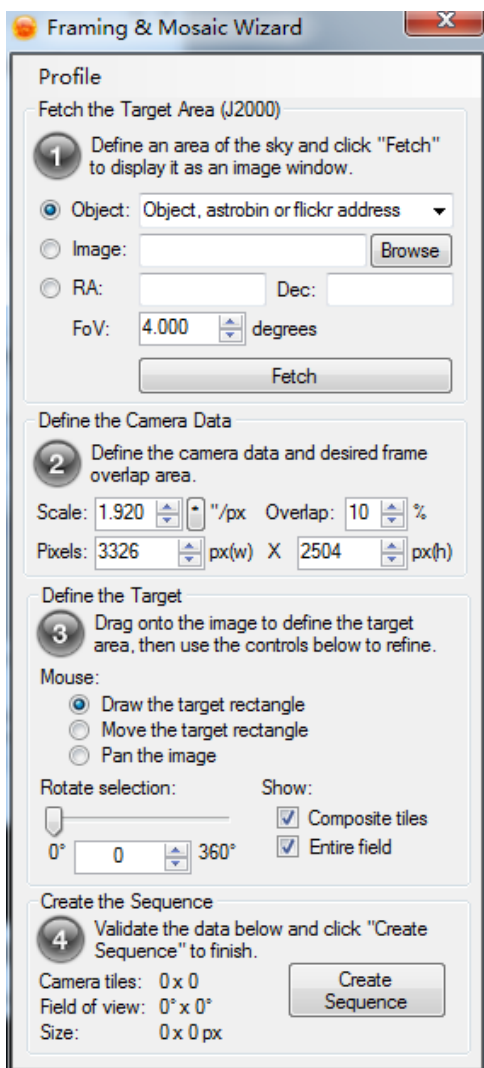 Framing & Mosaic Wizard
X
Profile
Fetch the Target Area (J2000)
1 Define an area of the sky and click "Fetch"
to display it as an image window.
Object: Object, astrobin or flickr address
Image: Browse
RA: Dec:
FoV: 4.000 degrees
Fetch
Define the Camera Data
2 Define the camera data and desired frame
overlap area.
Scale: 1.920 * "/px Overlap: 10 %
Pixels: 3326 px(w) X 2504 px(h)
Define the Target
3 Drag onto the image to define the target
area, then use the controls below to refine.
Mouse:
Draw the target rectangle
Move the target rectangle
Pan the image
Rotate selection: Show:
Composite tiles
0° 0 360° Entire field
Create the Sequence
4 Validate the data below and click "Create
Sequence" to finish.
Camera tiles: 0 x 0 Create
Field of view: 0° x 0° Sequence
Size: 0 x 0 px